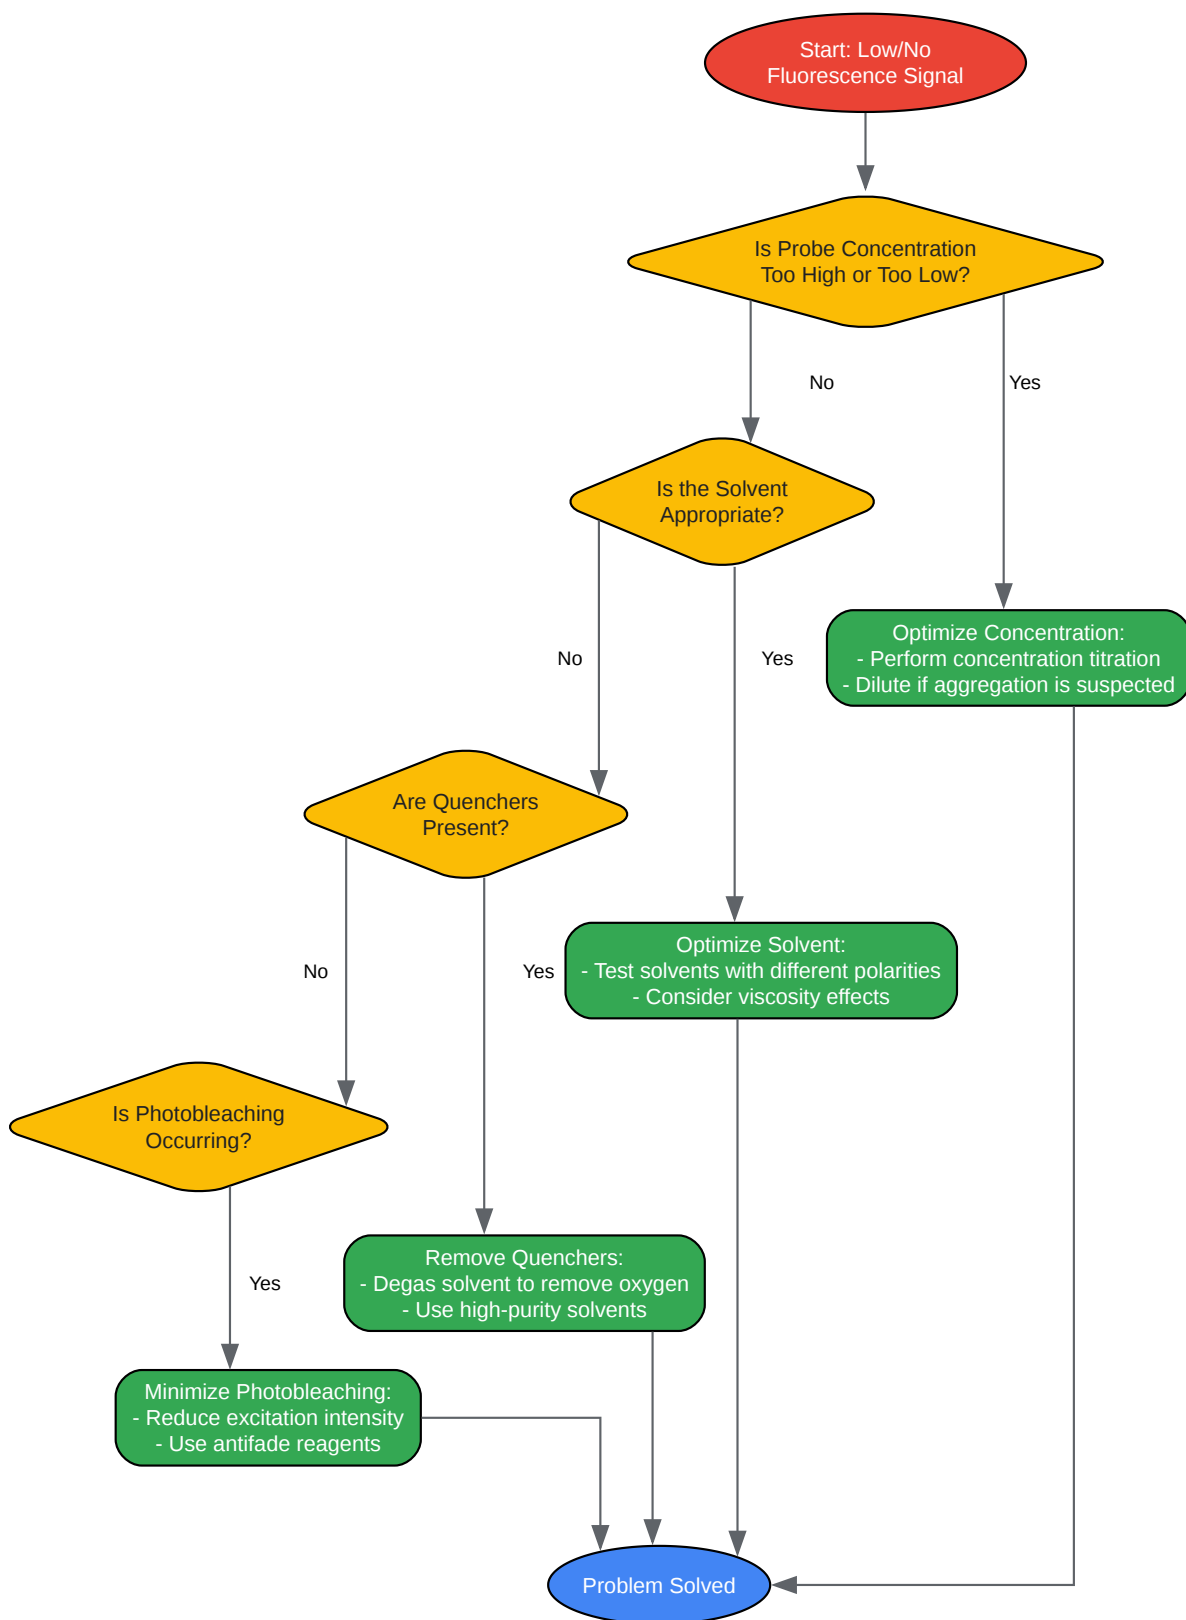 Start: Low/No
Fluorescence Signal
Is Probe Concentration
Too High or Too Low?
No
Yes
Is the Solvent
Appropriate?
No
Yes
Optimize Concentration:
- Perform concentration titration
- Dilute if aggregation is suspected
Are Quenchers
Present?
No
Yes
Optimize Solvent:
- Test solvents with different polarities
- Consider viscosity effects
Is Photobleaching
Occurring?
Yes
Remove Quenchers:
- Degas solvent to remove oxygen
- Use high-purity solvents
Minimize Photobleaching:
- Reduce excitation intensity
- Use antifade reagents
Problem Solved